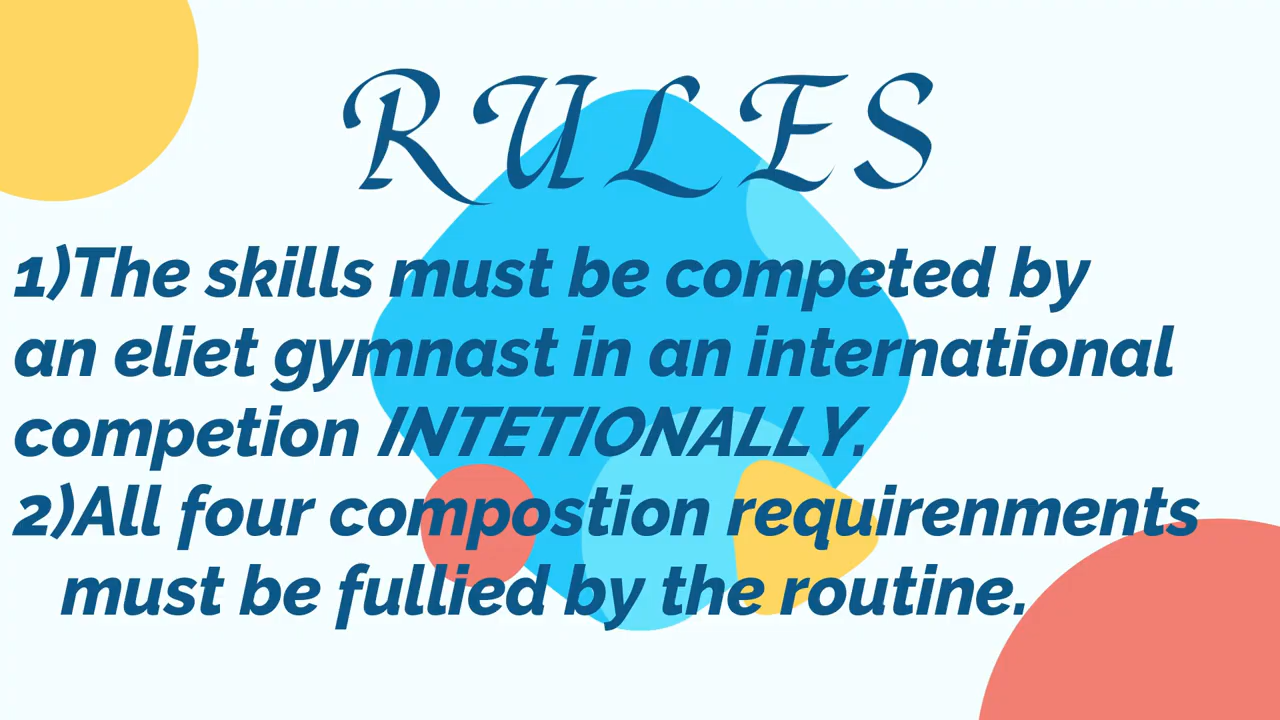 RULES
1)The skills must be competed by
an eliet gymnast in an international
competion INTETIONALLY.
2)All four compostion requirenments
must be fullied by the routine.